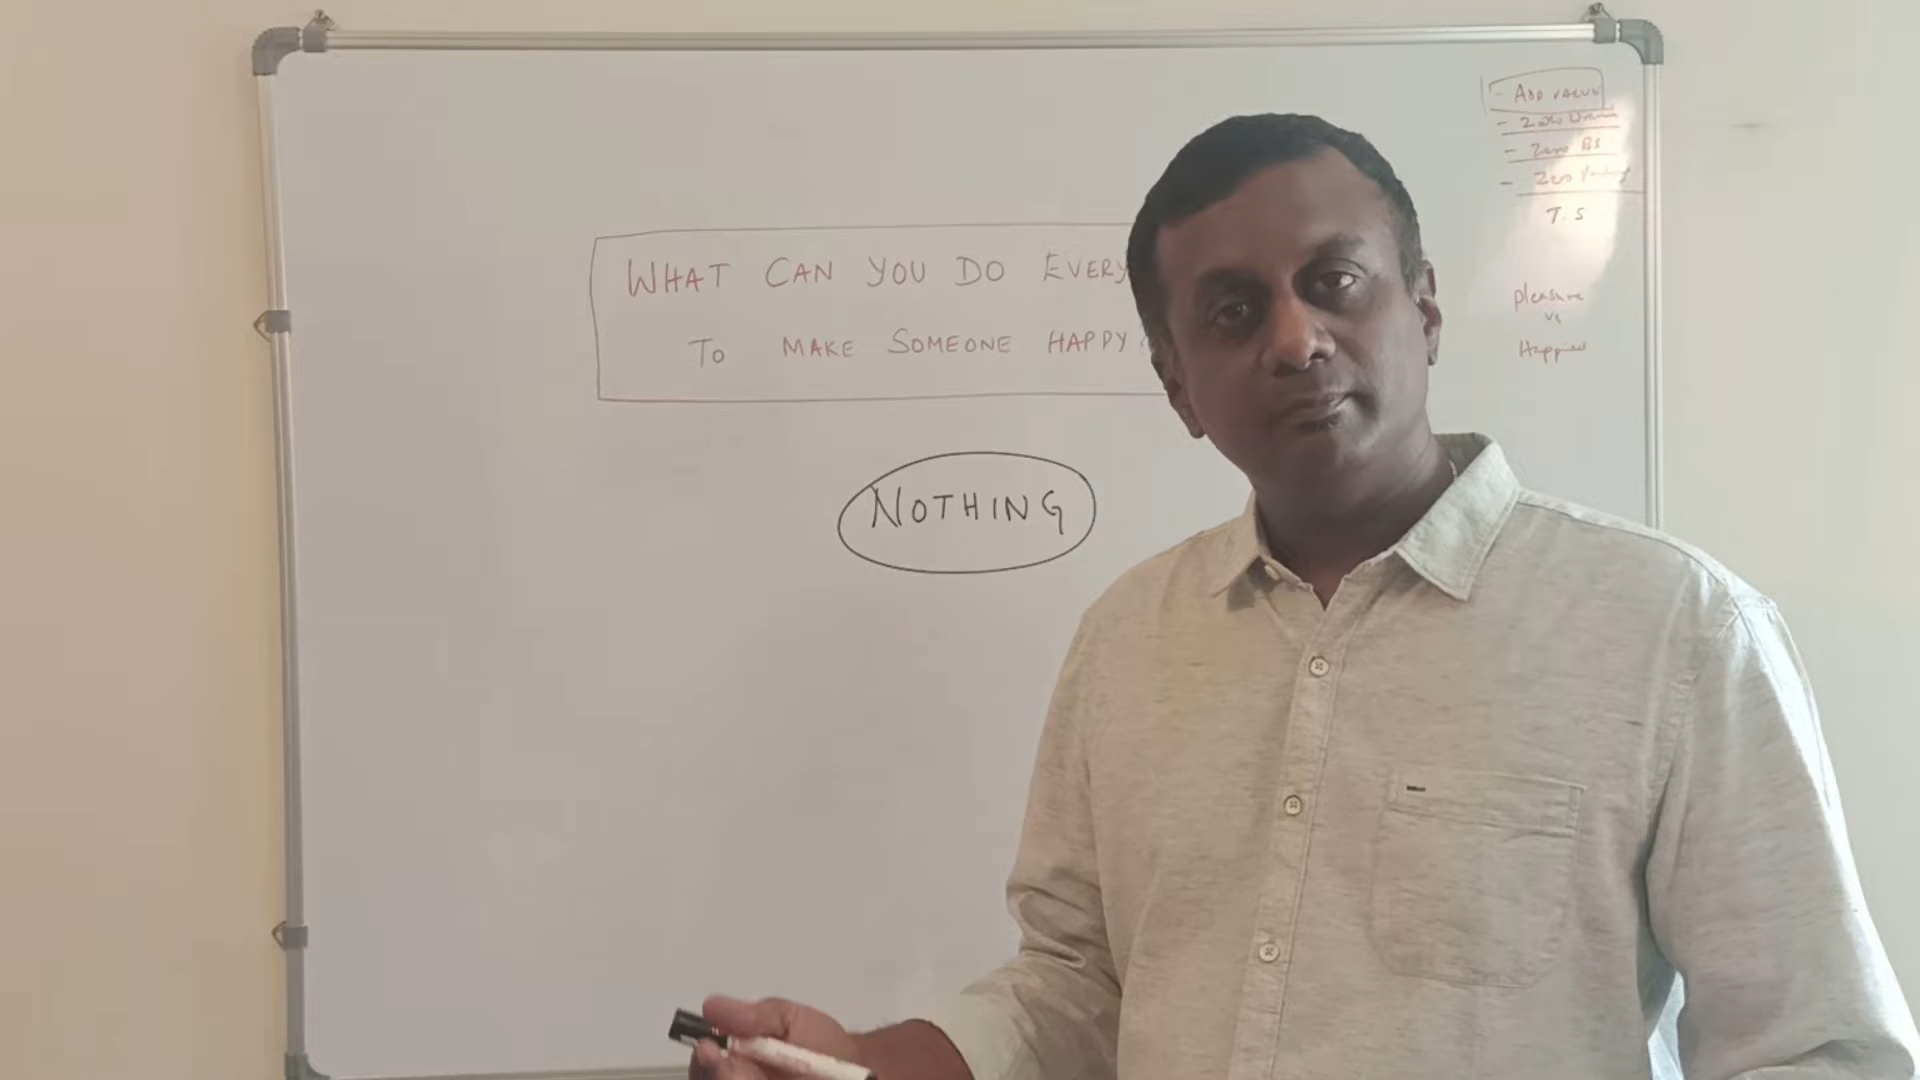 WHAT CAN YOU DO EVERY
TO MAKE SOMEONE HAPPY
NOTHING
- ADD VALUE
- Zero
- Zero BS
- Zero
T.S
pleasure
vs
Happiness